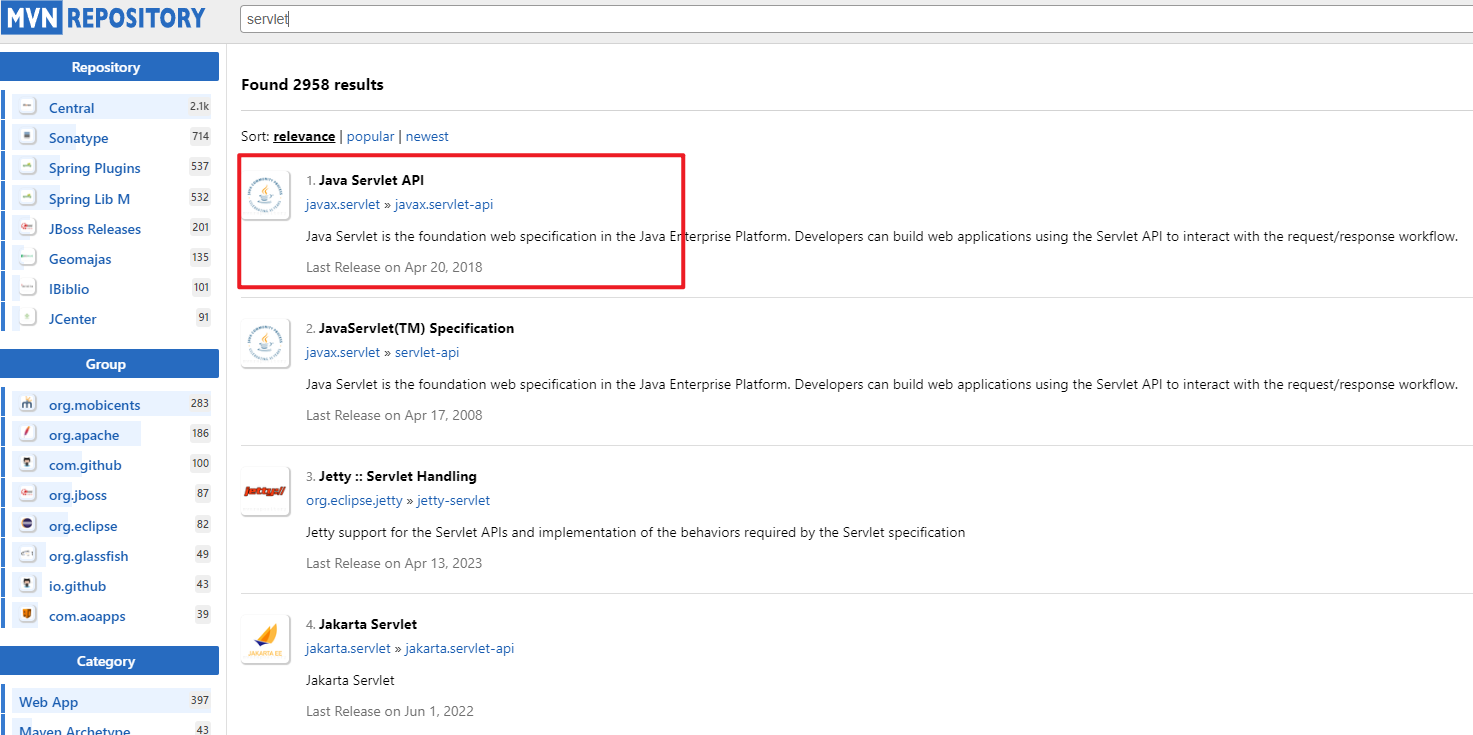 MVN REPOSITORY
servlet
Repository
Central 2.1k
Sonatype 714
Spring Plugins 537
Spring Lib M 532
JBoss Releases 201
Geomajas 135
IBiblio 101
JCenter 91
Group
org.mobicents 283
org.apache 186
com.github 100
org.jboss 87
org.eclipse 82
org.glassfish 49
io.github 43
com.aoapps 39
Category
Web App 397
Maven Archetype 43
Found 2958 results
Sort: relevance | popular | newest
1. Java Servlet API
javax.servlet » javax.servlet-api
Java Servlet is the foundation web specification in the Java Enterprise Platform. Developers can build web applications using the Servlet API to interact with the request/response workflow.
Last Release on Apr 20, 2018
2. JavaServlet(TM) Specification
javax.servlet » servlet-api
Java Servlet is the foundation web specification in the Java Enterprise Platform. Developers can build web applications using the Servlet API to interact with the request/response workflow.
Last Release on Apr 17, 2008
jetty://
3. Jetty :: Servlet Handling
org.eclipse.jetty » jetty-servlet
Jetty support for the Servlet APIs and implementation of the behaviors required by the Servlet specification
Last Release on Apr 13, 2023
JAKARTA EE
4. Jakarta Servlet
jakarta.servlet » jakarta.servlet-api
Jakarta Servlet
Last Release on Jun 1, 2022